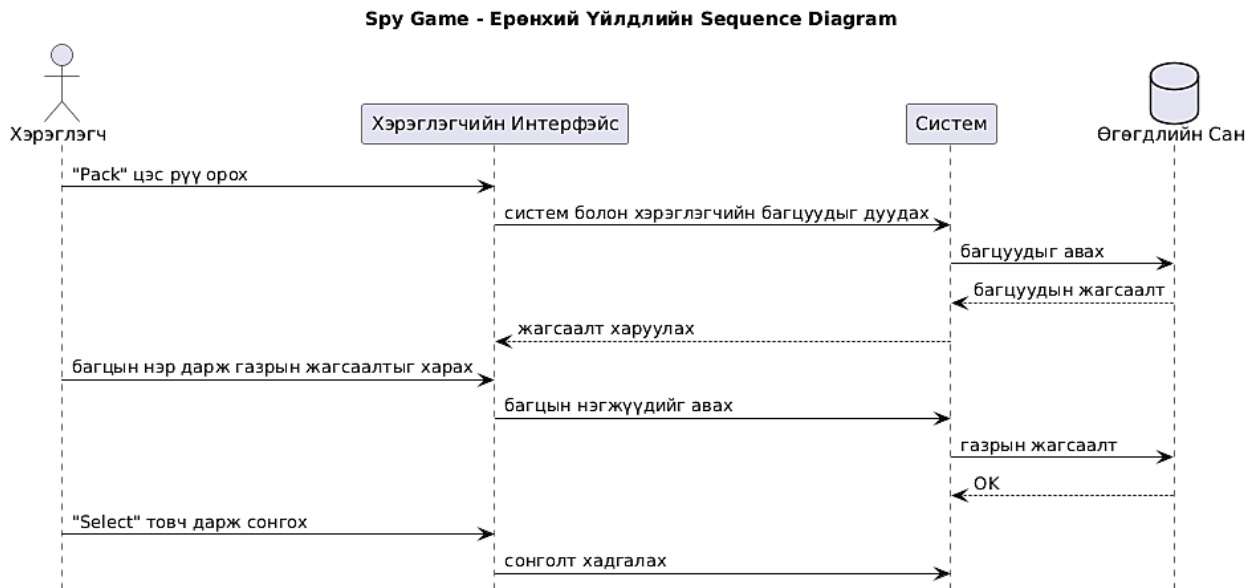 Spy Game - Ерөнхий Үйлдлийн Sequence Diagram
Хэрэглэгч
Хэрэглэгчийн Интерфэйс
Систем
Өгөгдлийн Сан
"Pack" цэс рүү орох
систем болон хэрэглэгчийн багцуудыг дуудах
багцуудыг авах
багцуудын жагсаалт
жагсаалт харуулах
багцын нэр дарж газрын жагсаалтыг харах
багцын нэгжүүдийг авах
газрын жагсаалт
OK
"Select" товч дарж сонгох
сонголт хадгалах